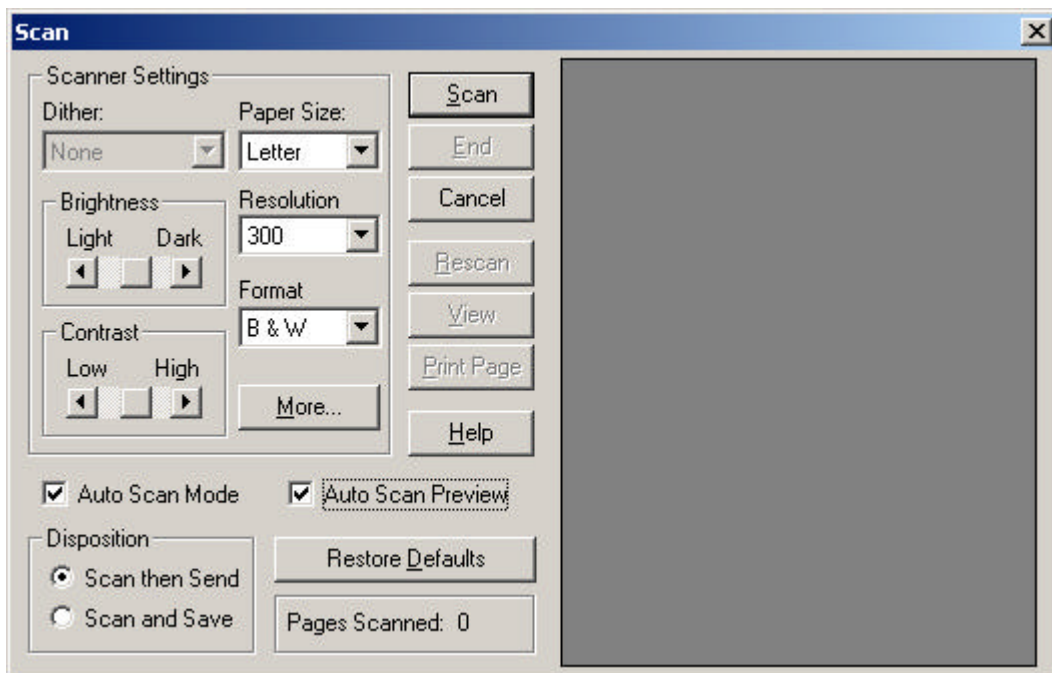 Scan
Scanner Settings
Dither:
Paper Size:
None
Letter
Brightness
Light Dark
Resolution
300
Format
B & W
Contrast
Low High
More...
Scan
End
Cancel
Rescan
View
Print Page
Help
Auto Scan Mode
Auto Scan Preview
Disposition
Scan then Send
Scan and Save
Restore Defaults
Pages Scanned: 0